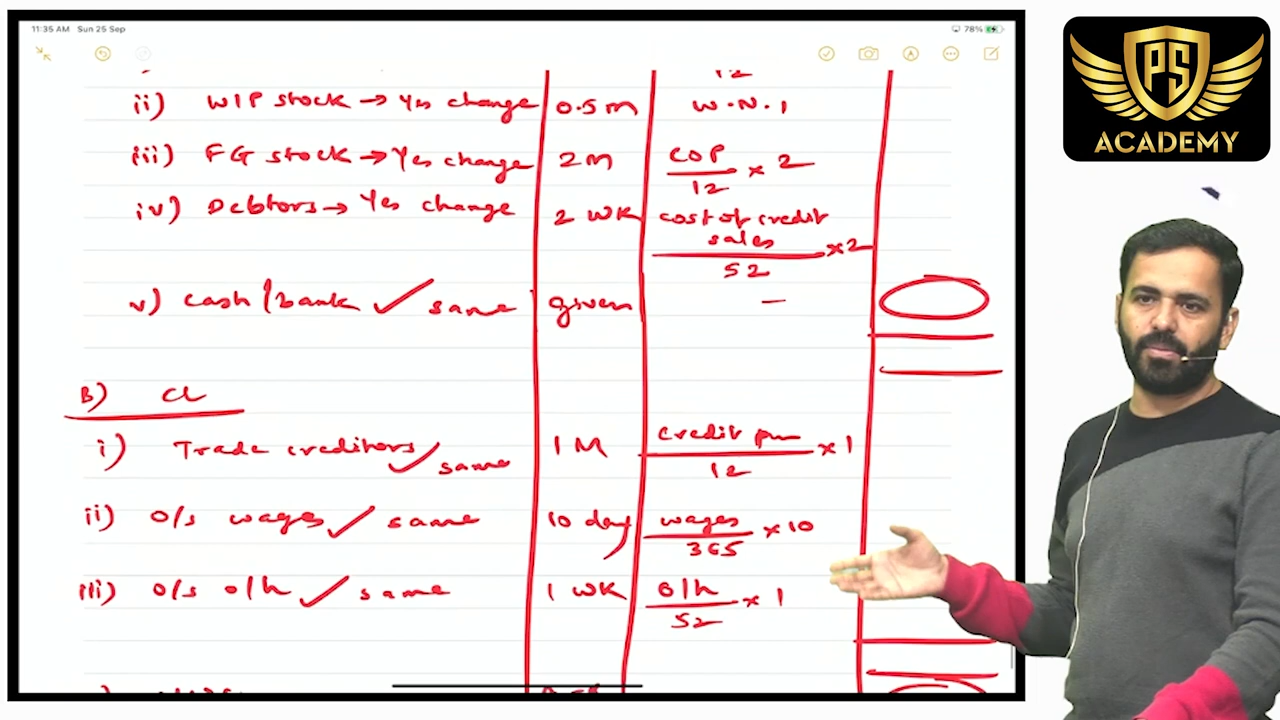 11:35 AM Sun 25 Sep
78%
12
ii) WIP stock → Yes change 0.5 m W.N.1
iii) FG stock → Yes change 2M COP
12 × 2
iv) Debtors → Yes change 2 WK cost of credit
sales × 2
52
v) cash/bank ✓ same given —
B) CL
i) Trade creditors ✓ same 1 M credit pur
12 × 1
ii) o/s wages ✓ same 10 day wages
365 × 10
iii) o/s o/h ✓ same 1 WK o/h
52 × 1
PS
ACADEMY